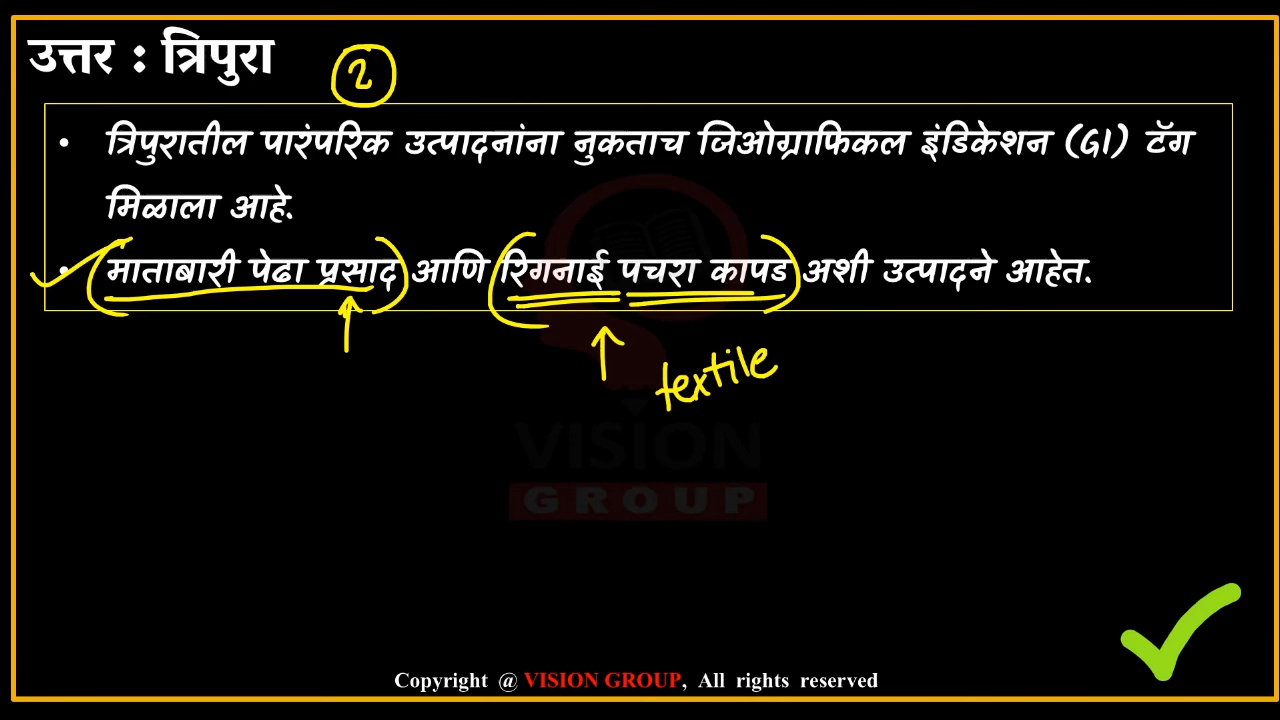 उत्तर : त्रिपुरा
2
• त्रिपुरातील पारंपरिक उत्पादनांना नुकताच जिओग्राफिकल इंडिकेशन (GI) टॅग
मिळाला आहे.
• माताबारी पेढा प्रसाद आणि रिगनाई पचरा कापड अशी उत्पादने आहेत.
textile
VISION
GROUP
Copyright @ VISION GROUP, All rights reserved